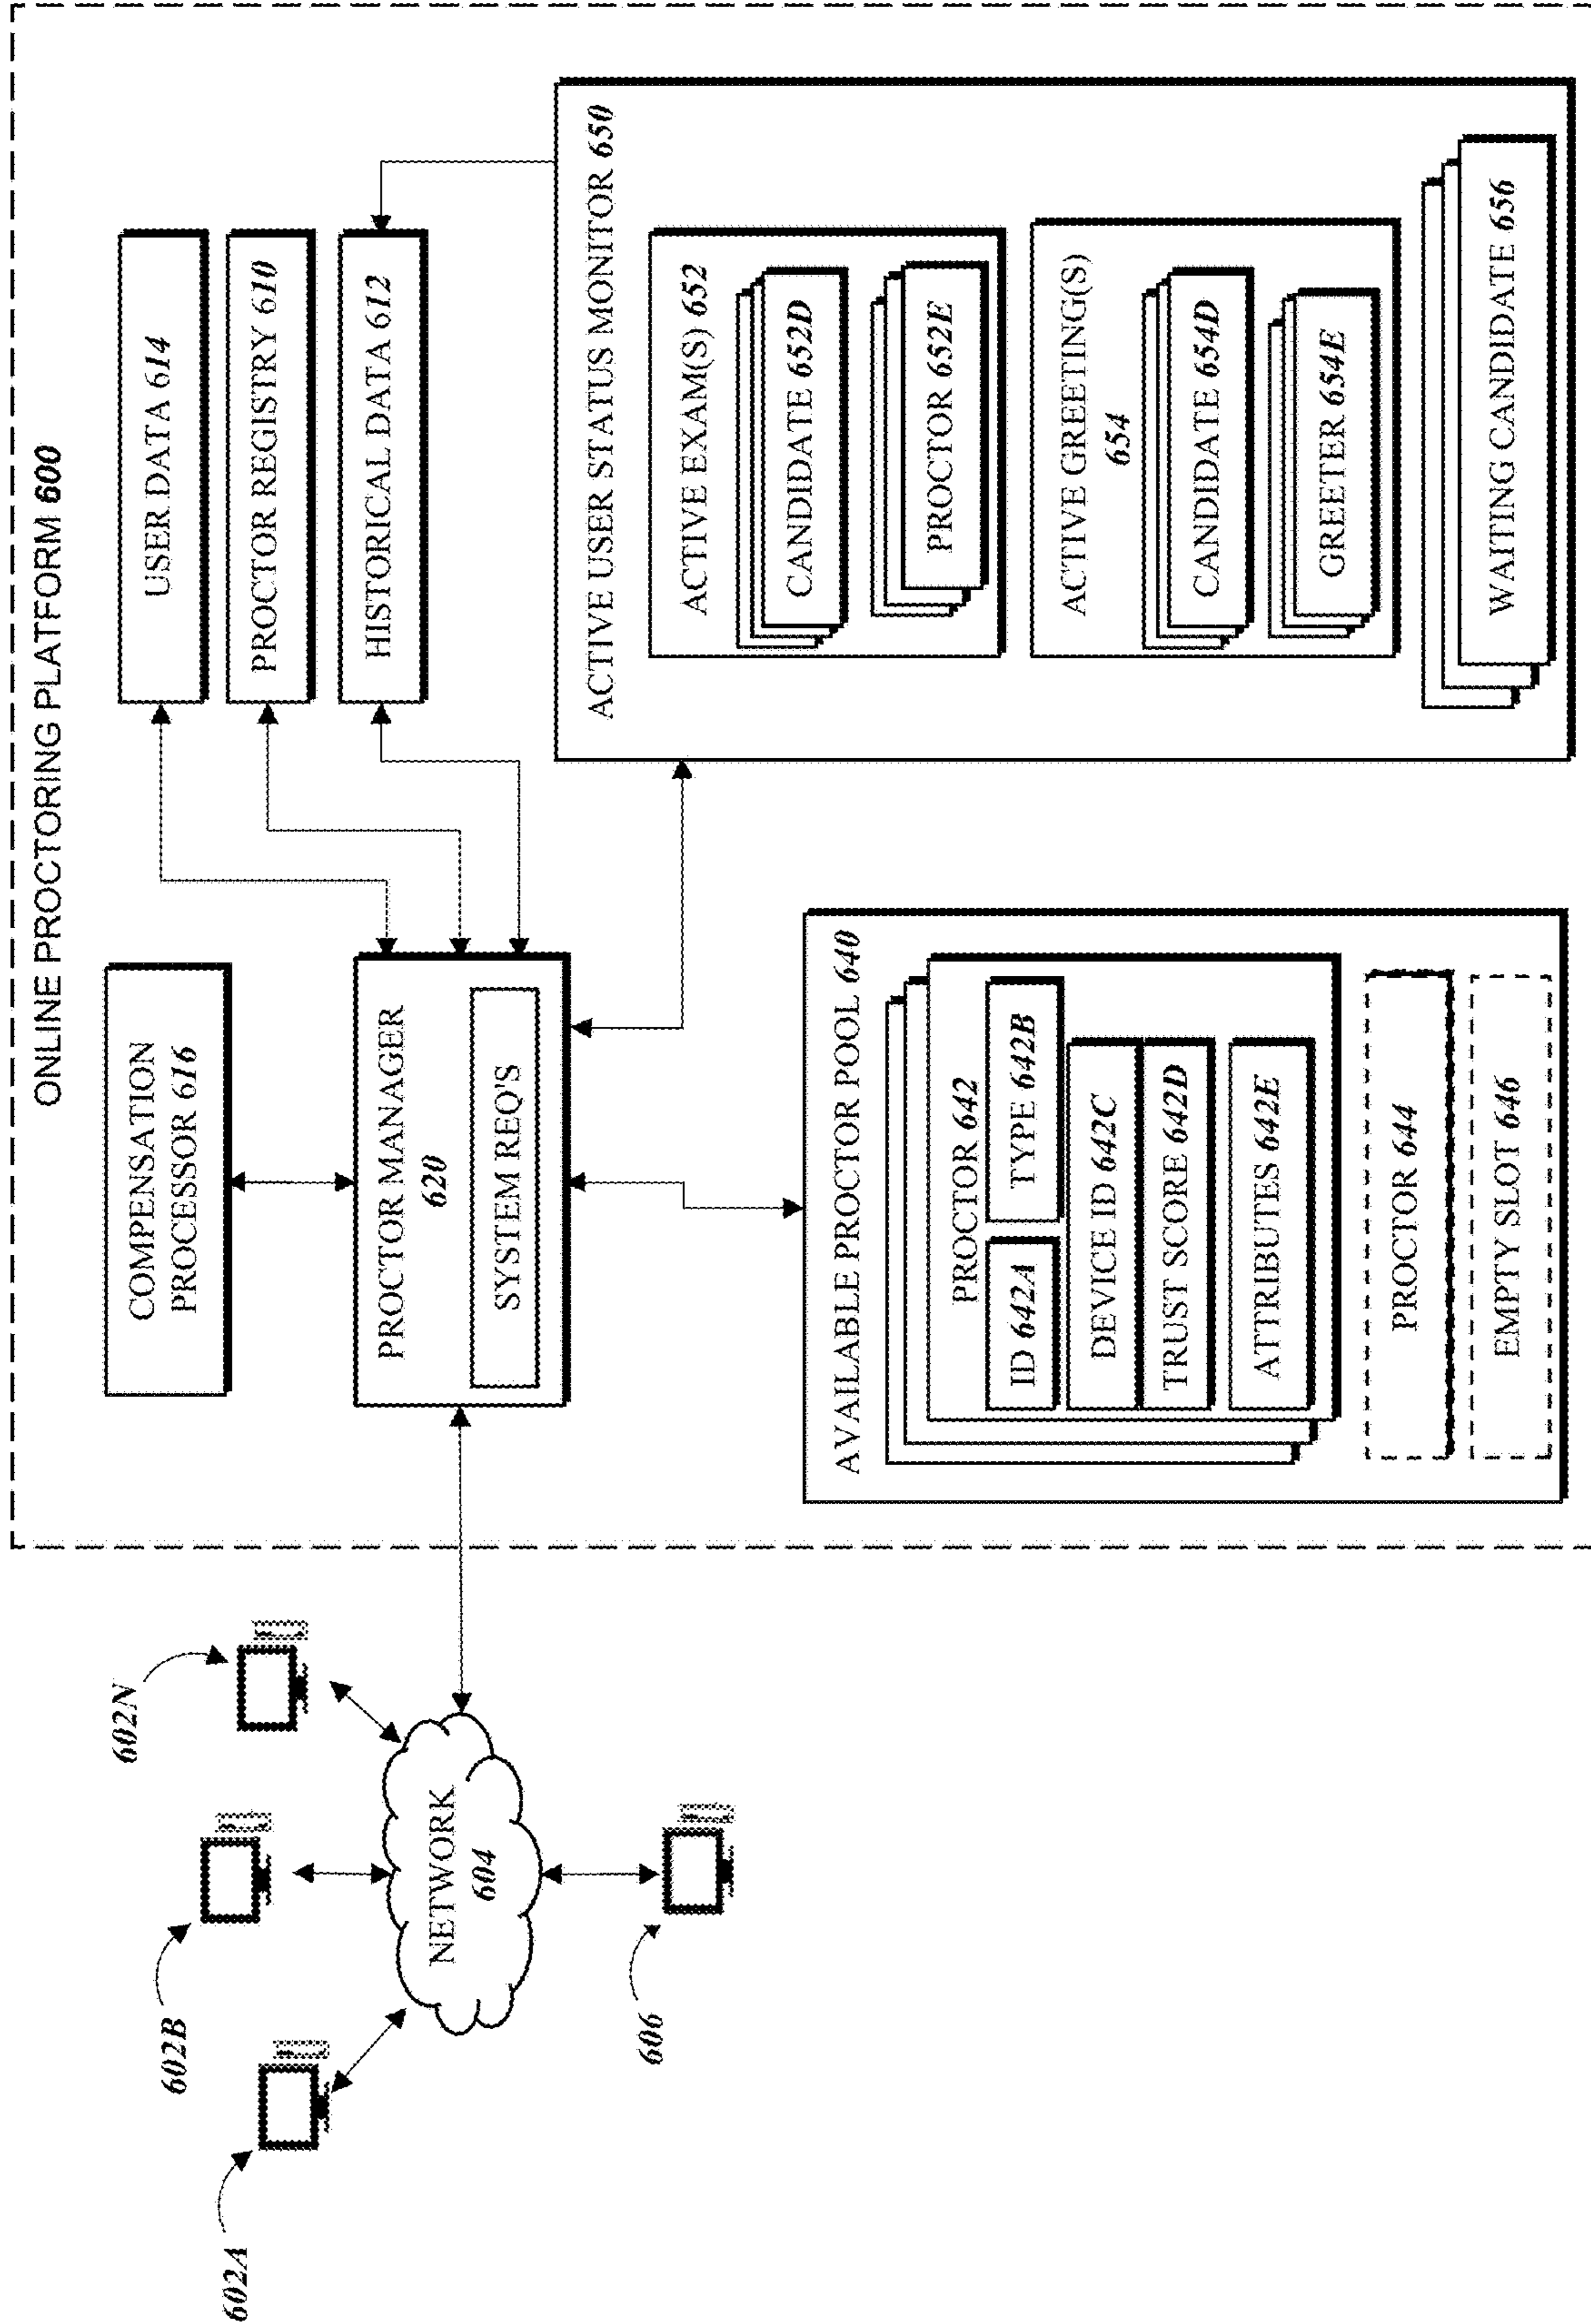 ONLINE PROCTORING PLATFORM 600
602A
602B
602N
NETWORK
604
606
COMPENSATION
PROCESSOR 616
PROCTOR MANAGER
620
SYSTEM REQ'S
USER DATA 614
PROCTOR REGISTRY 610
HISTORICAL DATA 612
AVAILABLE PROCTOR POOL 640
PROCTOR 642
ID 642A
TYPE 642B
DEVICE ID 642C
TRUST SCORE 642D
ATTRIBUTES 642E
PROCTOR 644
EMPTY SLOT 646
ACTIVE USER STATUS MONITOR 650
ACTIVE EXAM(S) 652
CANDIDATE 652D
PROCTOR 652E
ACTIVE GREETING(S)
654
CANDIDATE 654D
GREETER 654E
WAITING CANDIDATE 656